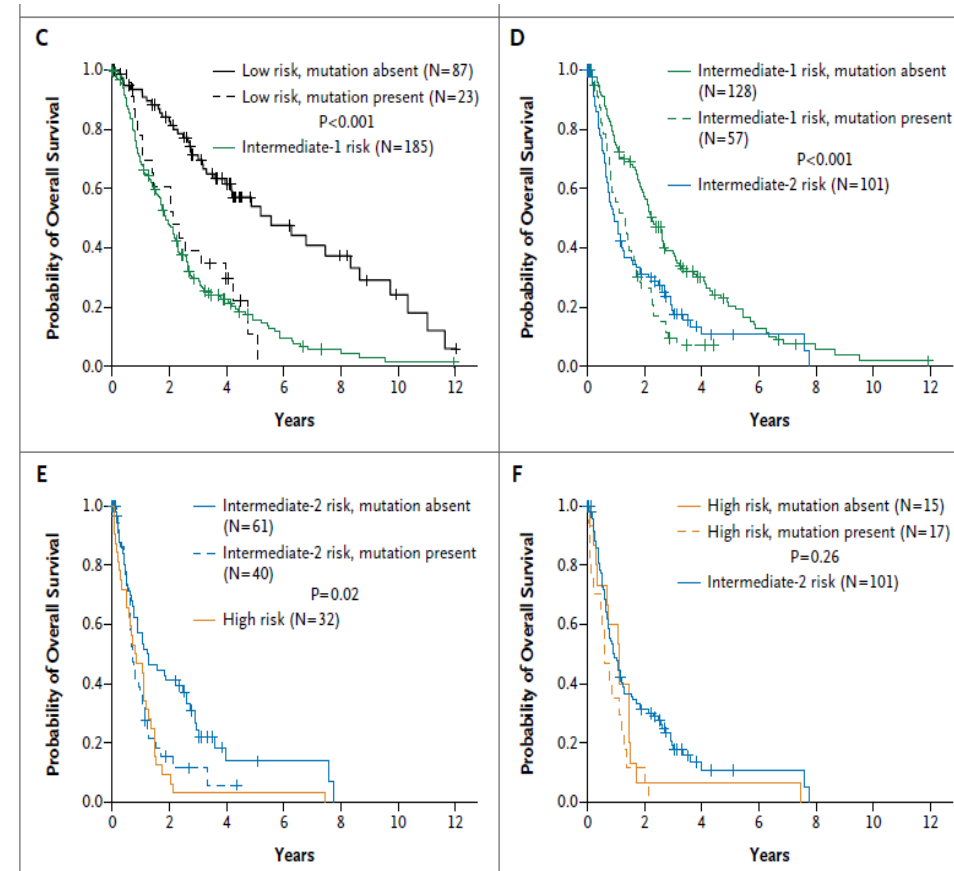 C
Probability of Overall Survival
1.0
0.8
0.6
0.4
0.2
0.0
Low risk, mutation absent (N=87)
Low risk, mutation present (N=23)
P<0.001
Intermediate-1 risk (N=185)
0 2 4 6 8 10 12
Years
D
Probability of Overall Survival
1.0
0.8
0.6
0.4
0.2
0.0
Intermediate-1 risk, mutation absent
(N=128)
Intermediate-1 risk, mutation present
(N=57)
P<0.001
Intermediate-2 risk (N=101)
0 2 4 6 8 10 12
Years
E
Probability of Overall Survival
1.0
0.8
0.6
0.4
0.2
0.0
Intermediate-2 risk, mutation absent
(N=61)
Intermediate-2 risk, mutation present
(N=40)
P=0.02
High risk (N=32)
0 2 4 6 8 10 12
Years
F
Probability of Overall Survival
1.0
0.8
0.6
0.4
0.2
0.0
High risk, mutation absent (N=15)
High risk, mutation present (N=17)
P=0.26
Intermediate-2 risk (N=101)
0 2 4 6 8 10 12
Years